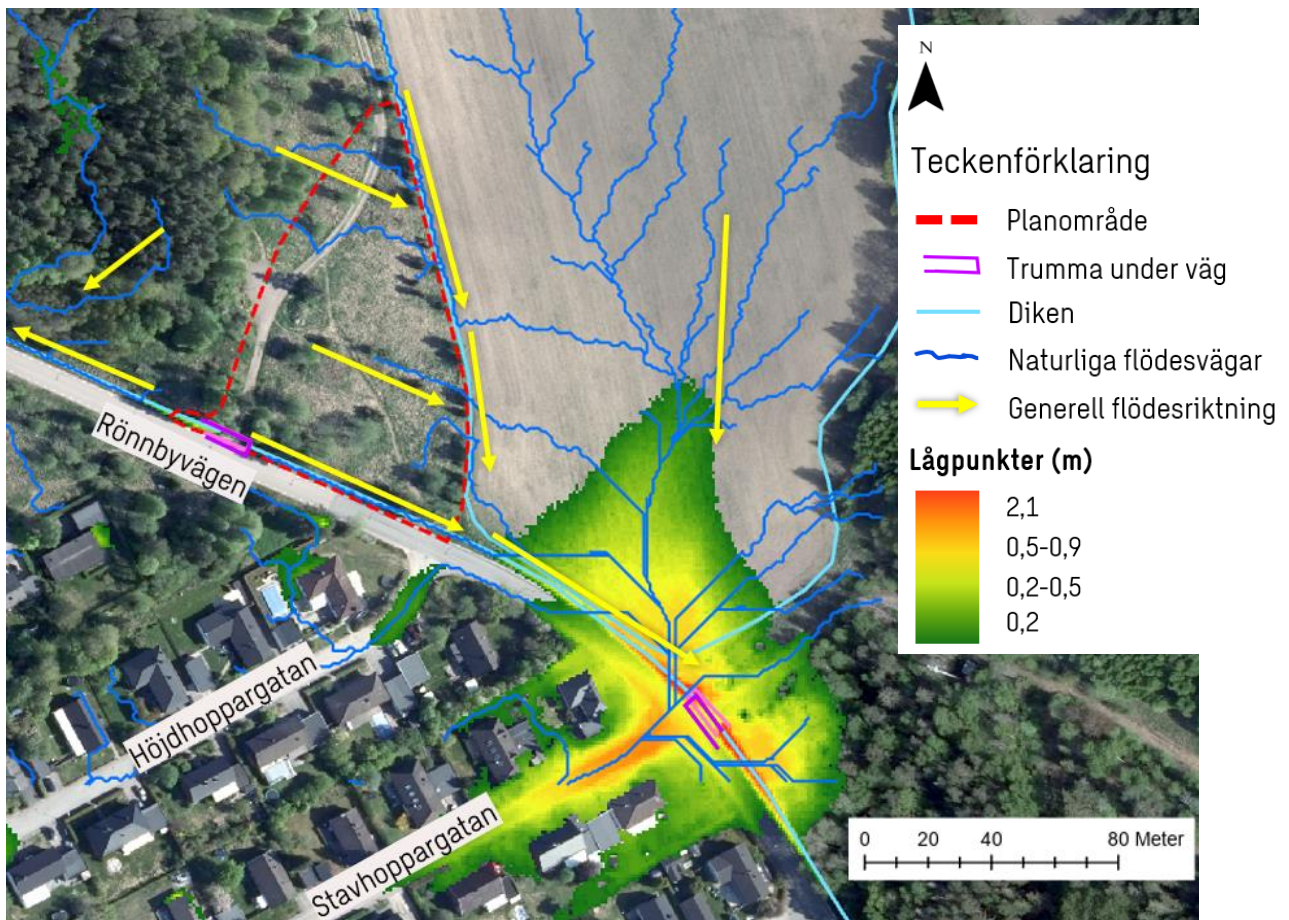 N
Teckenförklaring
Planområde
Trumma under väg
Diken
Naturliga flödesvägar
Generell flödesriktning
Lågpunkter (m)
2,1
0,5-0,9
0,2-0,5
0,2
Rönnbyvägen
Höjdhoppargatan
Stavhoppargatan
0 20 40 80 Meter